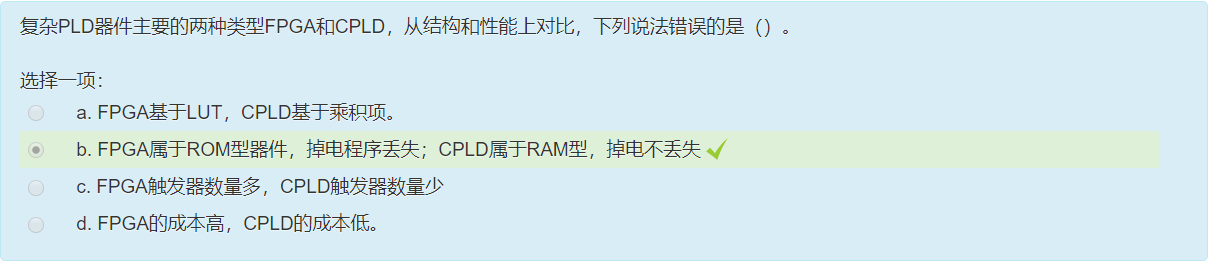 复杂PLD器件主要的两种类型FPGA和CPLD，从结构和性能上对比，下列说法错误的是（）。
选择一项：
a. FPGA基于LUT，CPLD基于乘积项。
b. FPGA属于ROM型器件，掉电程序丢失；CPLD属于RAM型，掉电不丢失
c. FPGA触发器数量多，CPLD触发器数量少
d. FPGA的成本高，CPLD的成本低。